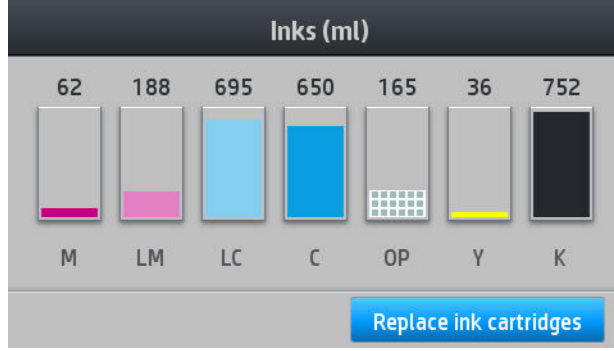 Inks (ml)
62 188 695 650 165 36 752
M LM LC C OP Y K
Replace ink cartridges